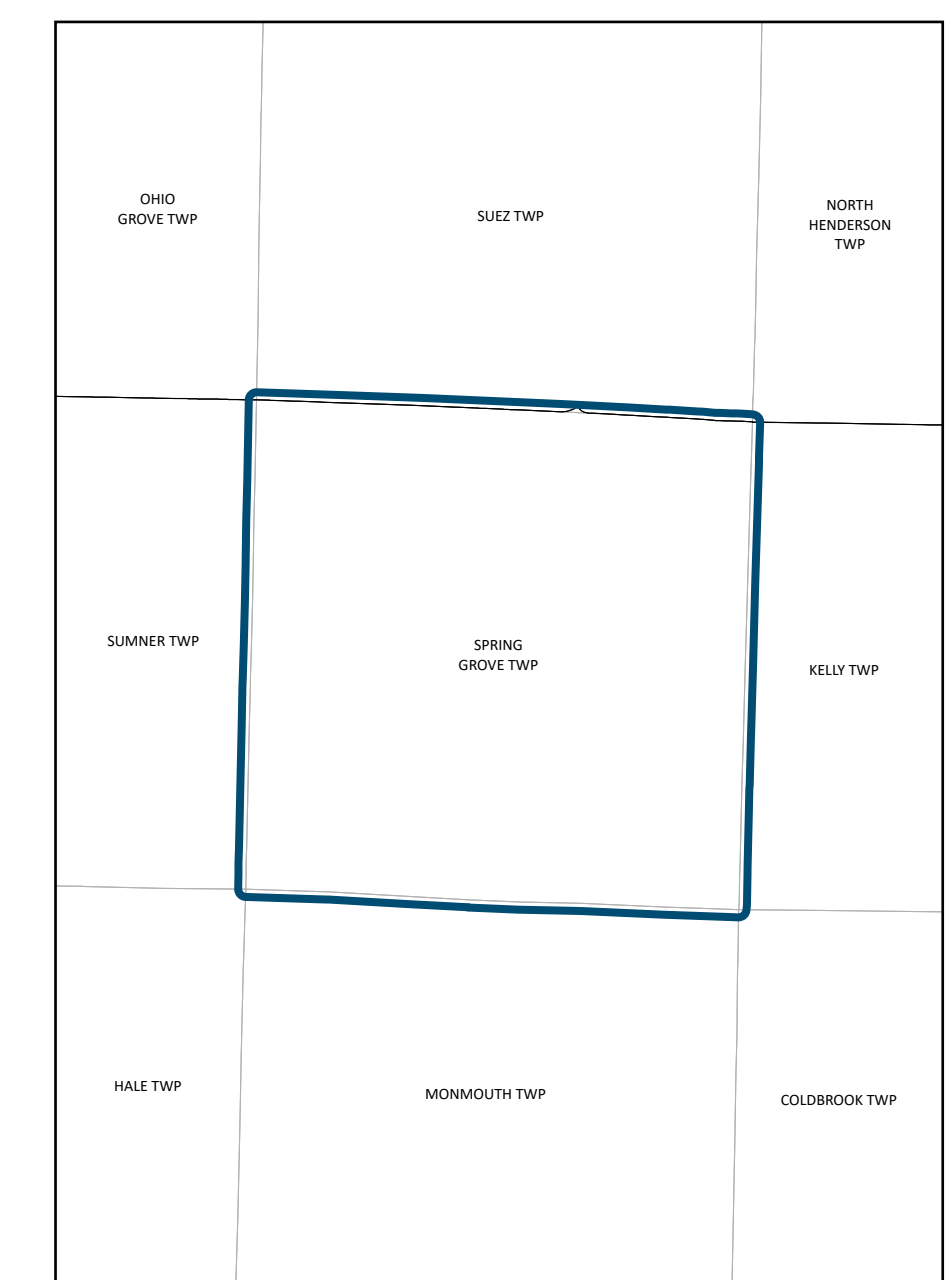 OHIO
GROVE TWP
SUEZ TWP
NORTH
HENDERSON
TWP
SUMNER TWP
SPRING
GROVE TWP
KELLY TWP
HALE TWP
MONMOUTH TWP
COLDBROOK TWP